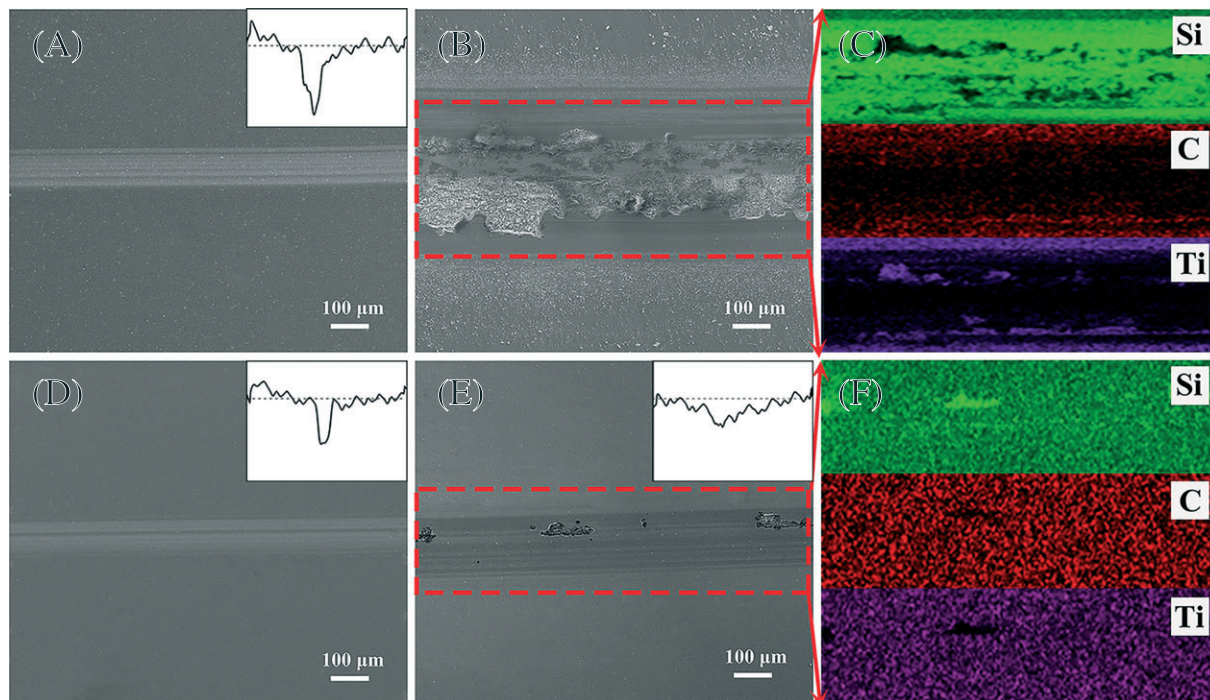 (A)
(B)
(C)
Si
C
Ti
100 μm
100 μm
(D)
(E)
(F)
Si
C
Ti
100 μm
100 μm